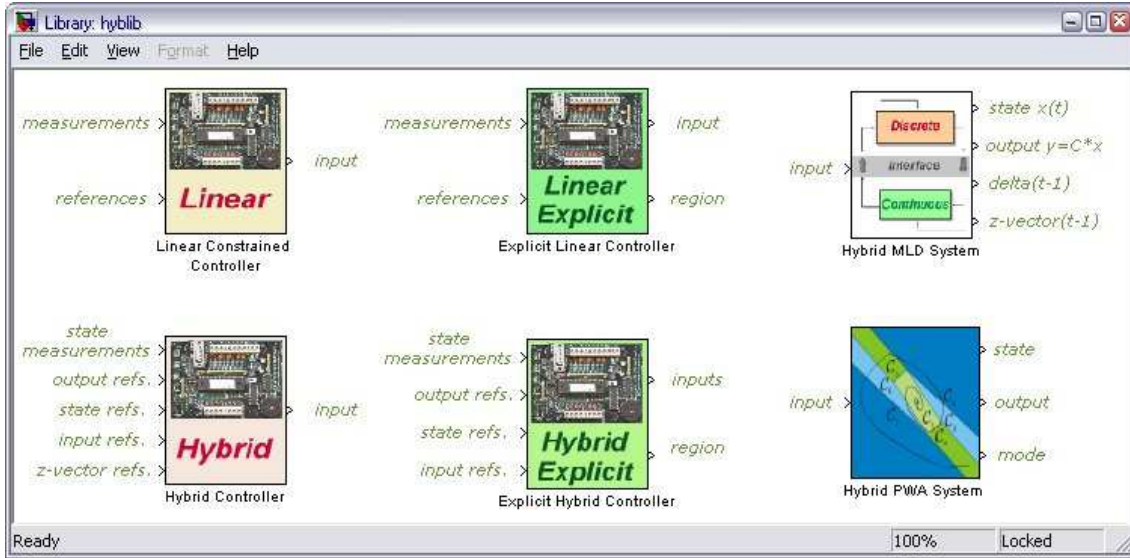 Library: hyblib
File Edit View Format Help
measurements
references
Linear
input
Linear Constrained
Controller
measurements
references
Linear
Explicit
input
region
Explicit Linear Controller
input
Discrete
Interface
Continuous
state x(t)
output y=C*x
delta(t-1)
z-vector(t-1)
Hybrid MLD System
state
measurements
output refs.
state refs.
input refs.
z-vector refs.
Hybrid
input
Hybrid Controller
state
measurements
output refs.
state refs.
input refs.
Hybrid
Explicit
inputs
region
Explicit Hybrid Controller
input
state
output
mode
Hybrid PWA System
Ready
100%
Locked